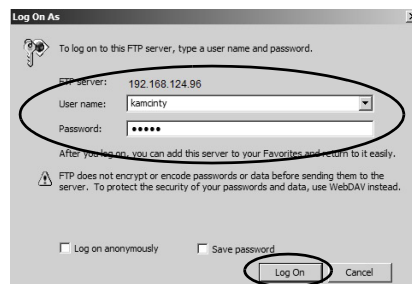 Log On As
To log on to this FTP server, type a user name and password.
FTP server: 192.168.124.96
User name: kamcinty
Password: •••••
After you log on, you can add this server to your Favorites and return to it easily.
FTP does not encrypt or encode passwords or data before sending them to the
server. To protect the security of your passwords and data, use WebDAV instead.
Log on anonymously Save password
Log On Cancel